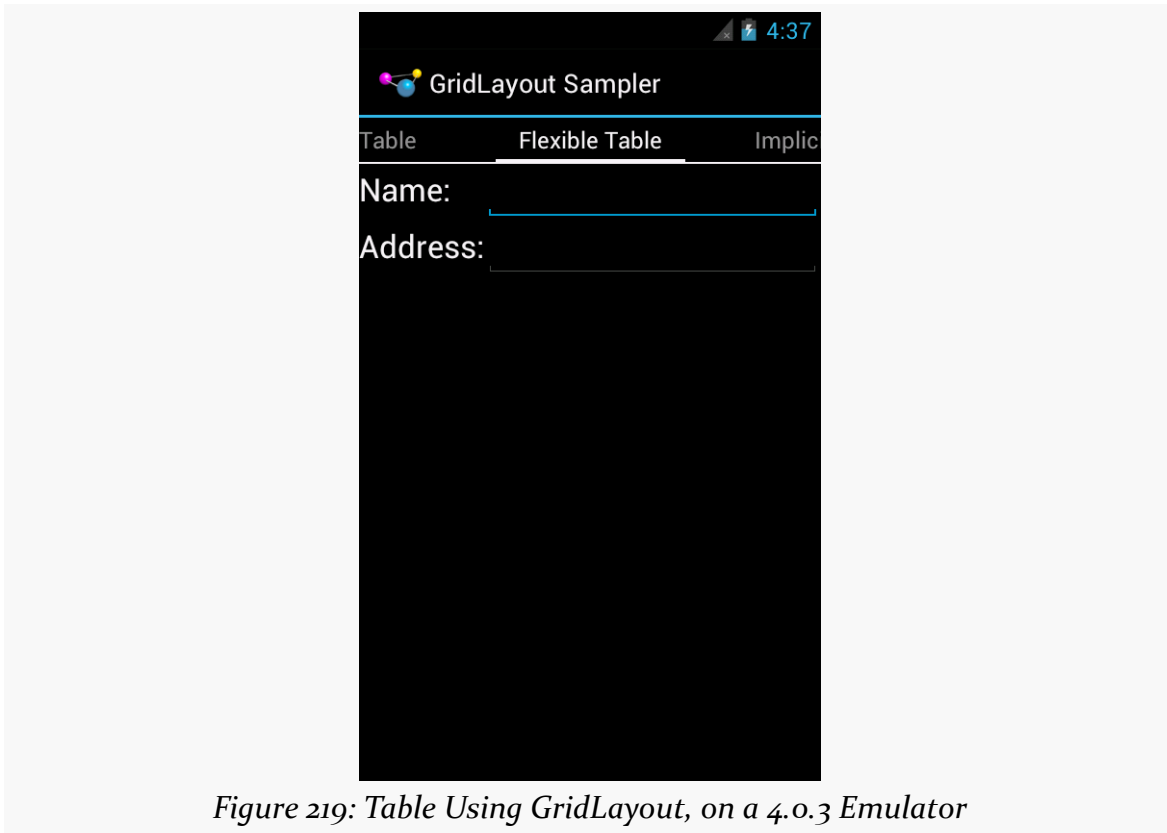 4:37
GridLayout Sampler
Table Flexible Table Implic
Name:
Address:
Figure 219: Table Using GridLayout, on a 4.0.3 Emulator